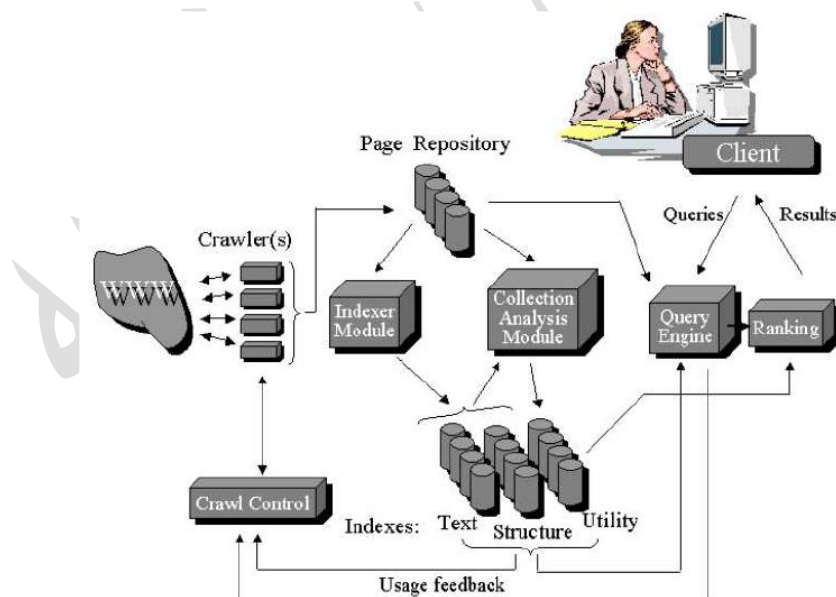 Page Repository
Client
Queries
Results
Crawler(s)
WWW
Indexer
Module
Collection
Analysis
Module
Query
Engine
Ranking
Crawl Control
Indexes:
Text
Structure
Utility
Usage feedback